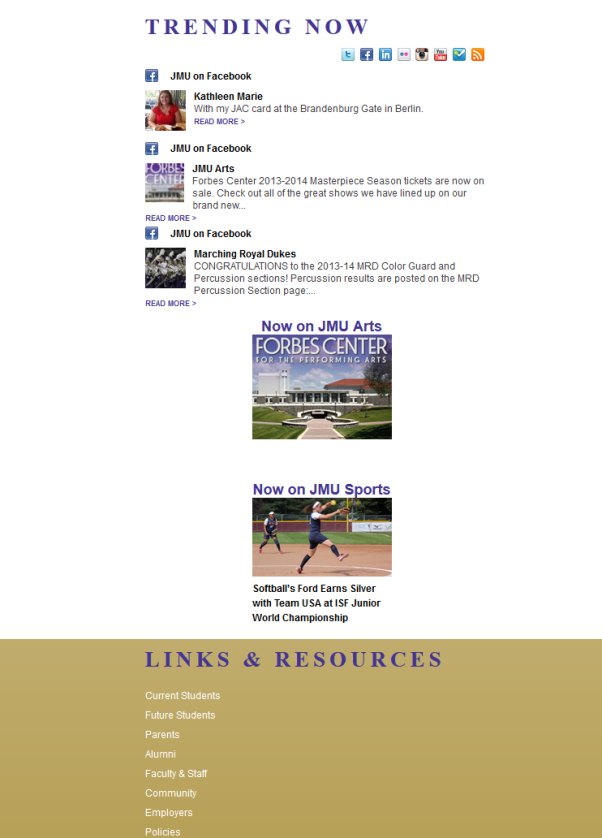 TRENDING NOW
JMU on Facebook
Kathleen Marie
With my JAC card at the Brandenburg Gate in Berlin.
READ MORE >
JMU on Facebook
FORBES
CENTER
JMU Arts
Forbes Center 2013-2014 Masterpiece Season tickets are now on
sale. Check out all of the great shows we have lined up on our
brand new...
READ MORE >
JMU on Facebook
Marching Royal Dukes
CONGRATULATIONS to the 2013-14 MRD Color Guard and
Percussion sections! Percussion results are posted on the MRD
Percussion Section page:...
READ MORE >
Now on JMU Arts
FORBES CENTER
FOR THE PERFORMING ARTS
Now on JMU Sports
Softball's Ford Earns Silver
with Team USA at ISF Junior
World Championship
LINKS & RESOURCES
Current Students
Future Students
Parents
Alumni
Faculty & Staff
Community
Employers
Policies